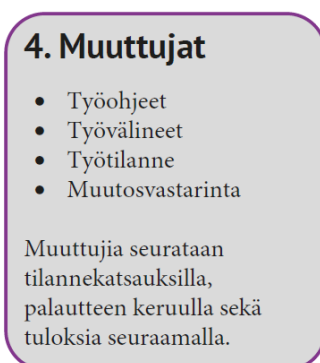 4. Muuttujat
• Työohjeet
• Työvälineet
• Työtilanne
• Muutosvastarinta
Muuttujia seurataan
tilannekatsauksilla,
palautteen keruulla sekä
tuloksia seuraamalla.